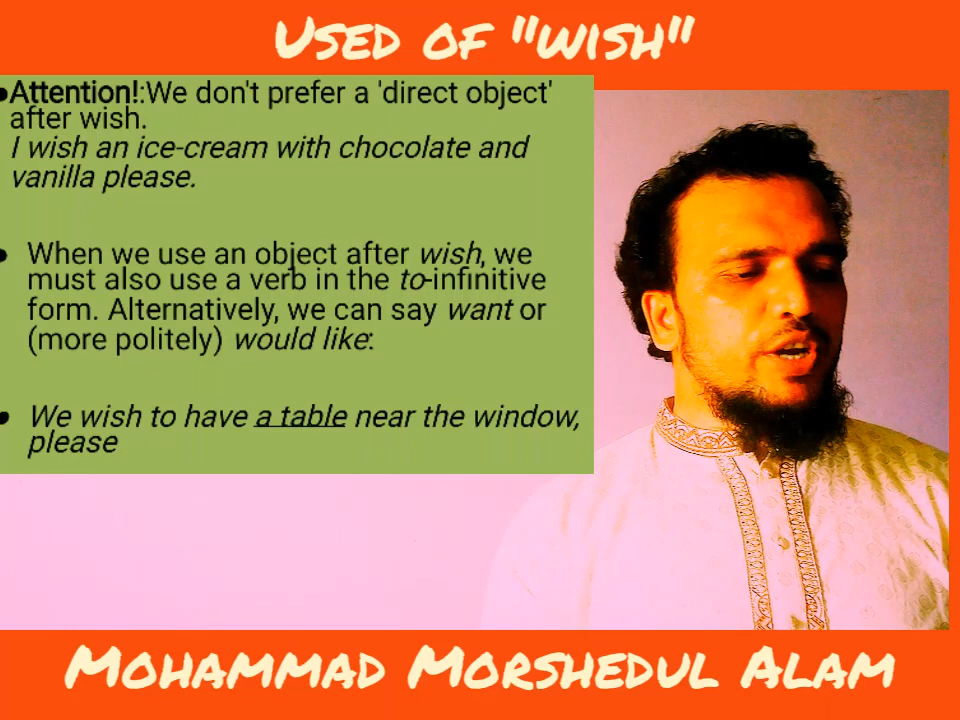 USED OF "WISH"
•Attention!:We don't prefer a 'direct object'
after wish.
I wish an ice-cream with chocolate and
vanilla please.
• When we use an object after wish, we
must also use a verb in the to-infinitive
form. Alternatively, we can say want or
(more politely) would like:
• We wish to have a table near the window,
please
MOHAMMAD MORSHEDUL ALAM